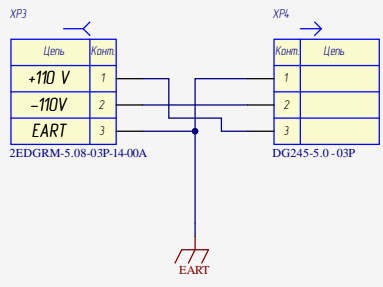 XP3
Цепь Конт.
+110 V 1
-110V 2
EART 3
2EDGRM-5.08-03P-14-00A
XP4
Конт. Цепь
1
2
3
DG245-5.0-03P
EART